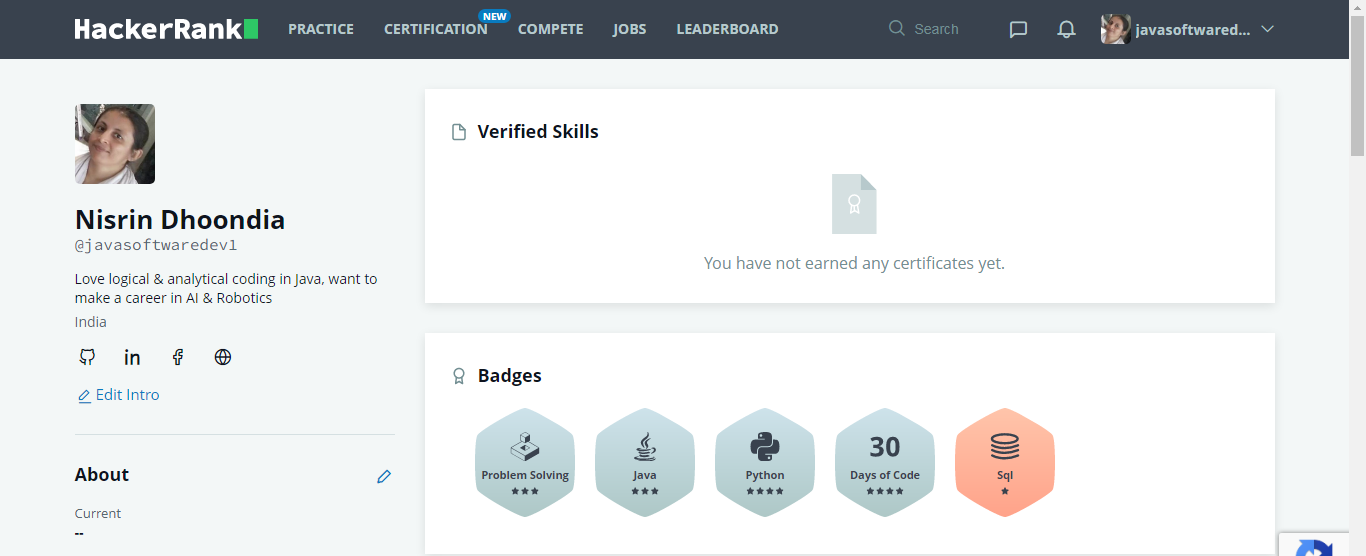 HackerRank
PRACTICE
CERTIFICATION
NEW
COMPETE
JOBS
LEADERBOARD
Search
javasoftwared...
Nisrin Dhoondia
@javasoftwaredev1
Love logical & analytical coding in Java, want to
make a career in AI & Robotics
India
in
Edit Intro
About
Current
--
Verified Skills
You have not earned any certificates yet.
Badges
Problem Solving
Java
Python
30
Days of Code
Sql